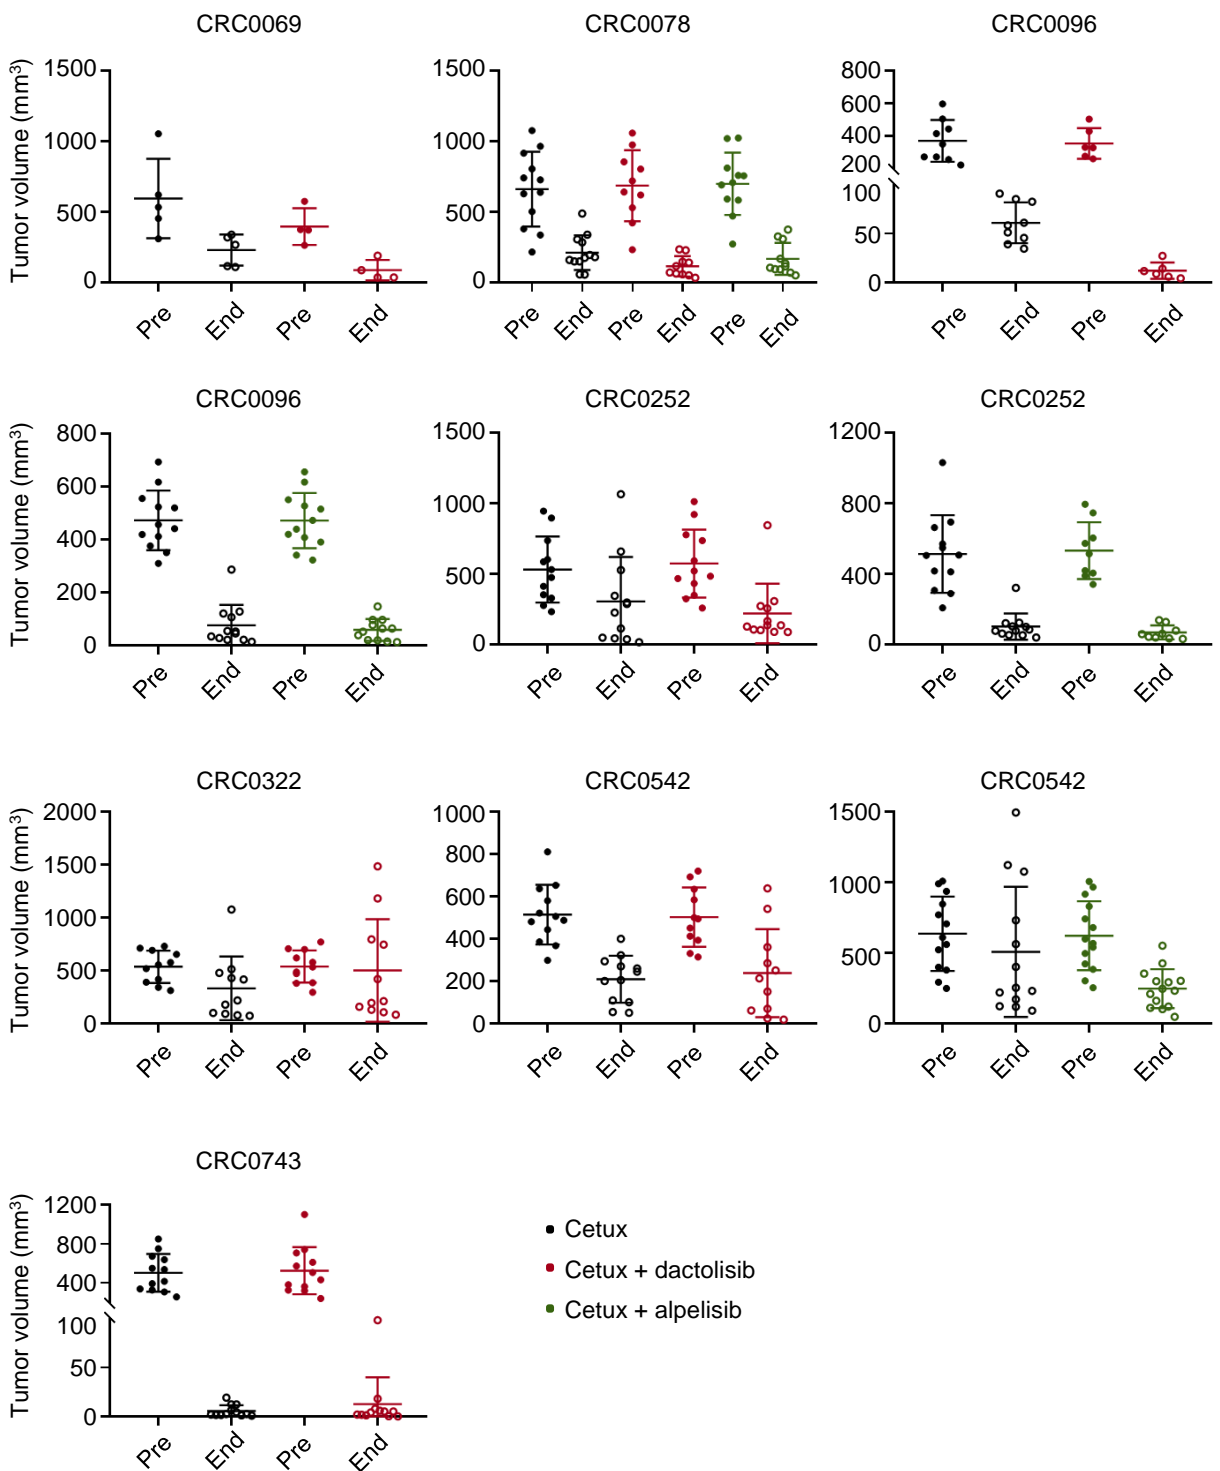 CRC0069
Tumor volume (mm³)
1500
1000
500
0
Pre
End
Pre
End
CRC0078
1500
1000
500
0
Pre
End
Pre
End
Pre
End
CRC0096
800
600
400
200
100
50
0
Pre
End
Pre
End
CRC0096
Tumor volume (mm³)
800
600
400
200
0
Pre
End
Pre
End
CRC0252
1500
1000
500
0
Pre
End
Pre
End
CRC0252
1200
800
400
0
Pre
End
Pre
End
CRC0322
Tumor volume (mm³)
2000
1500
1000
500
0
Pre
End
Pre
End
CRC0542
1000
800
600
400
200
0
Pre
End
Pre
End
CRC0542
1500
1000
500
0
Pre
End
Pre
End
CRC0743
Tumor volume (mm³)
1200
800
400
100
50
0
Pre
End
Pre
End
Cetux
Cetux + dactolisib
Cetux + alpelisib